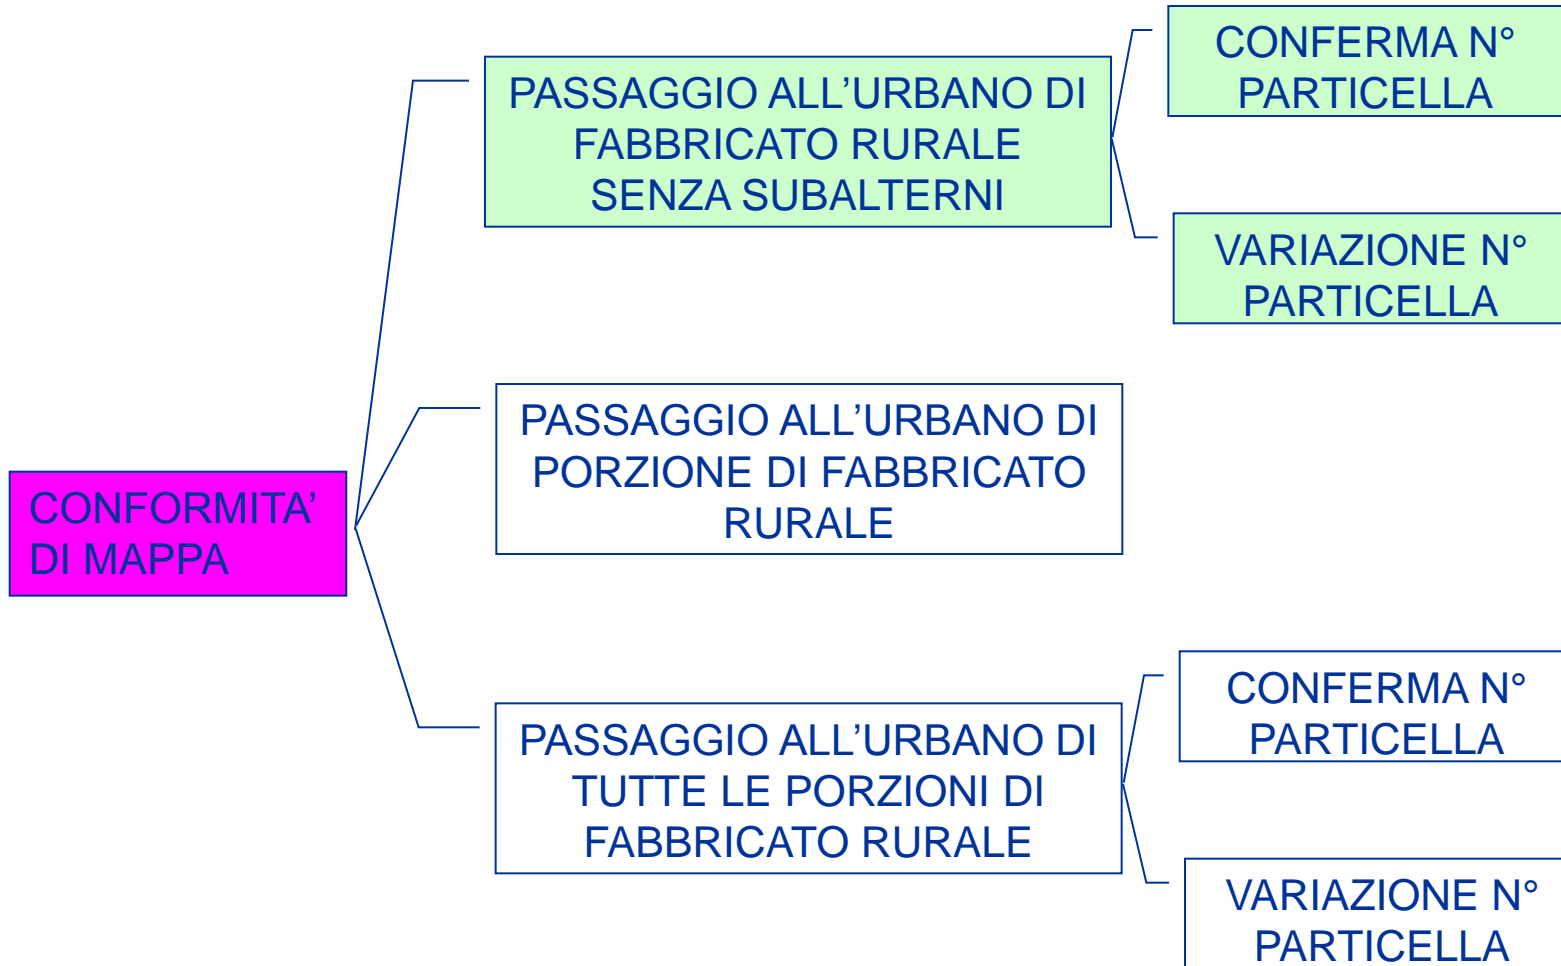 CONFORMITA’
DI MAPPA
PASSAGGIO ALL’URBANO DI
FABBRICATO RURALE
SENZA SUBALTERNI
CONFERMA N°
PARTICELLA
VARIAZIONE N°
PARTICELLA
PASSAGGIO ALL’URBANO DI
PORZIONE DI FABBRICATO
RURALE
PASSAGGIO ALL’URBANO DI
TUTTE LE PORZIONI DI
FABBRICATO RURALE
CONFERMA N°
PARTICELLA
VARIAZIONE N°
PARTICELLA